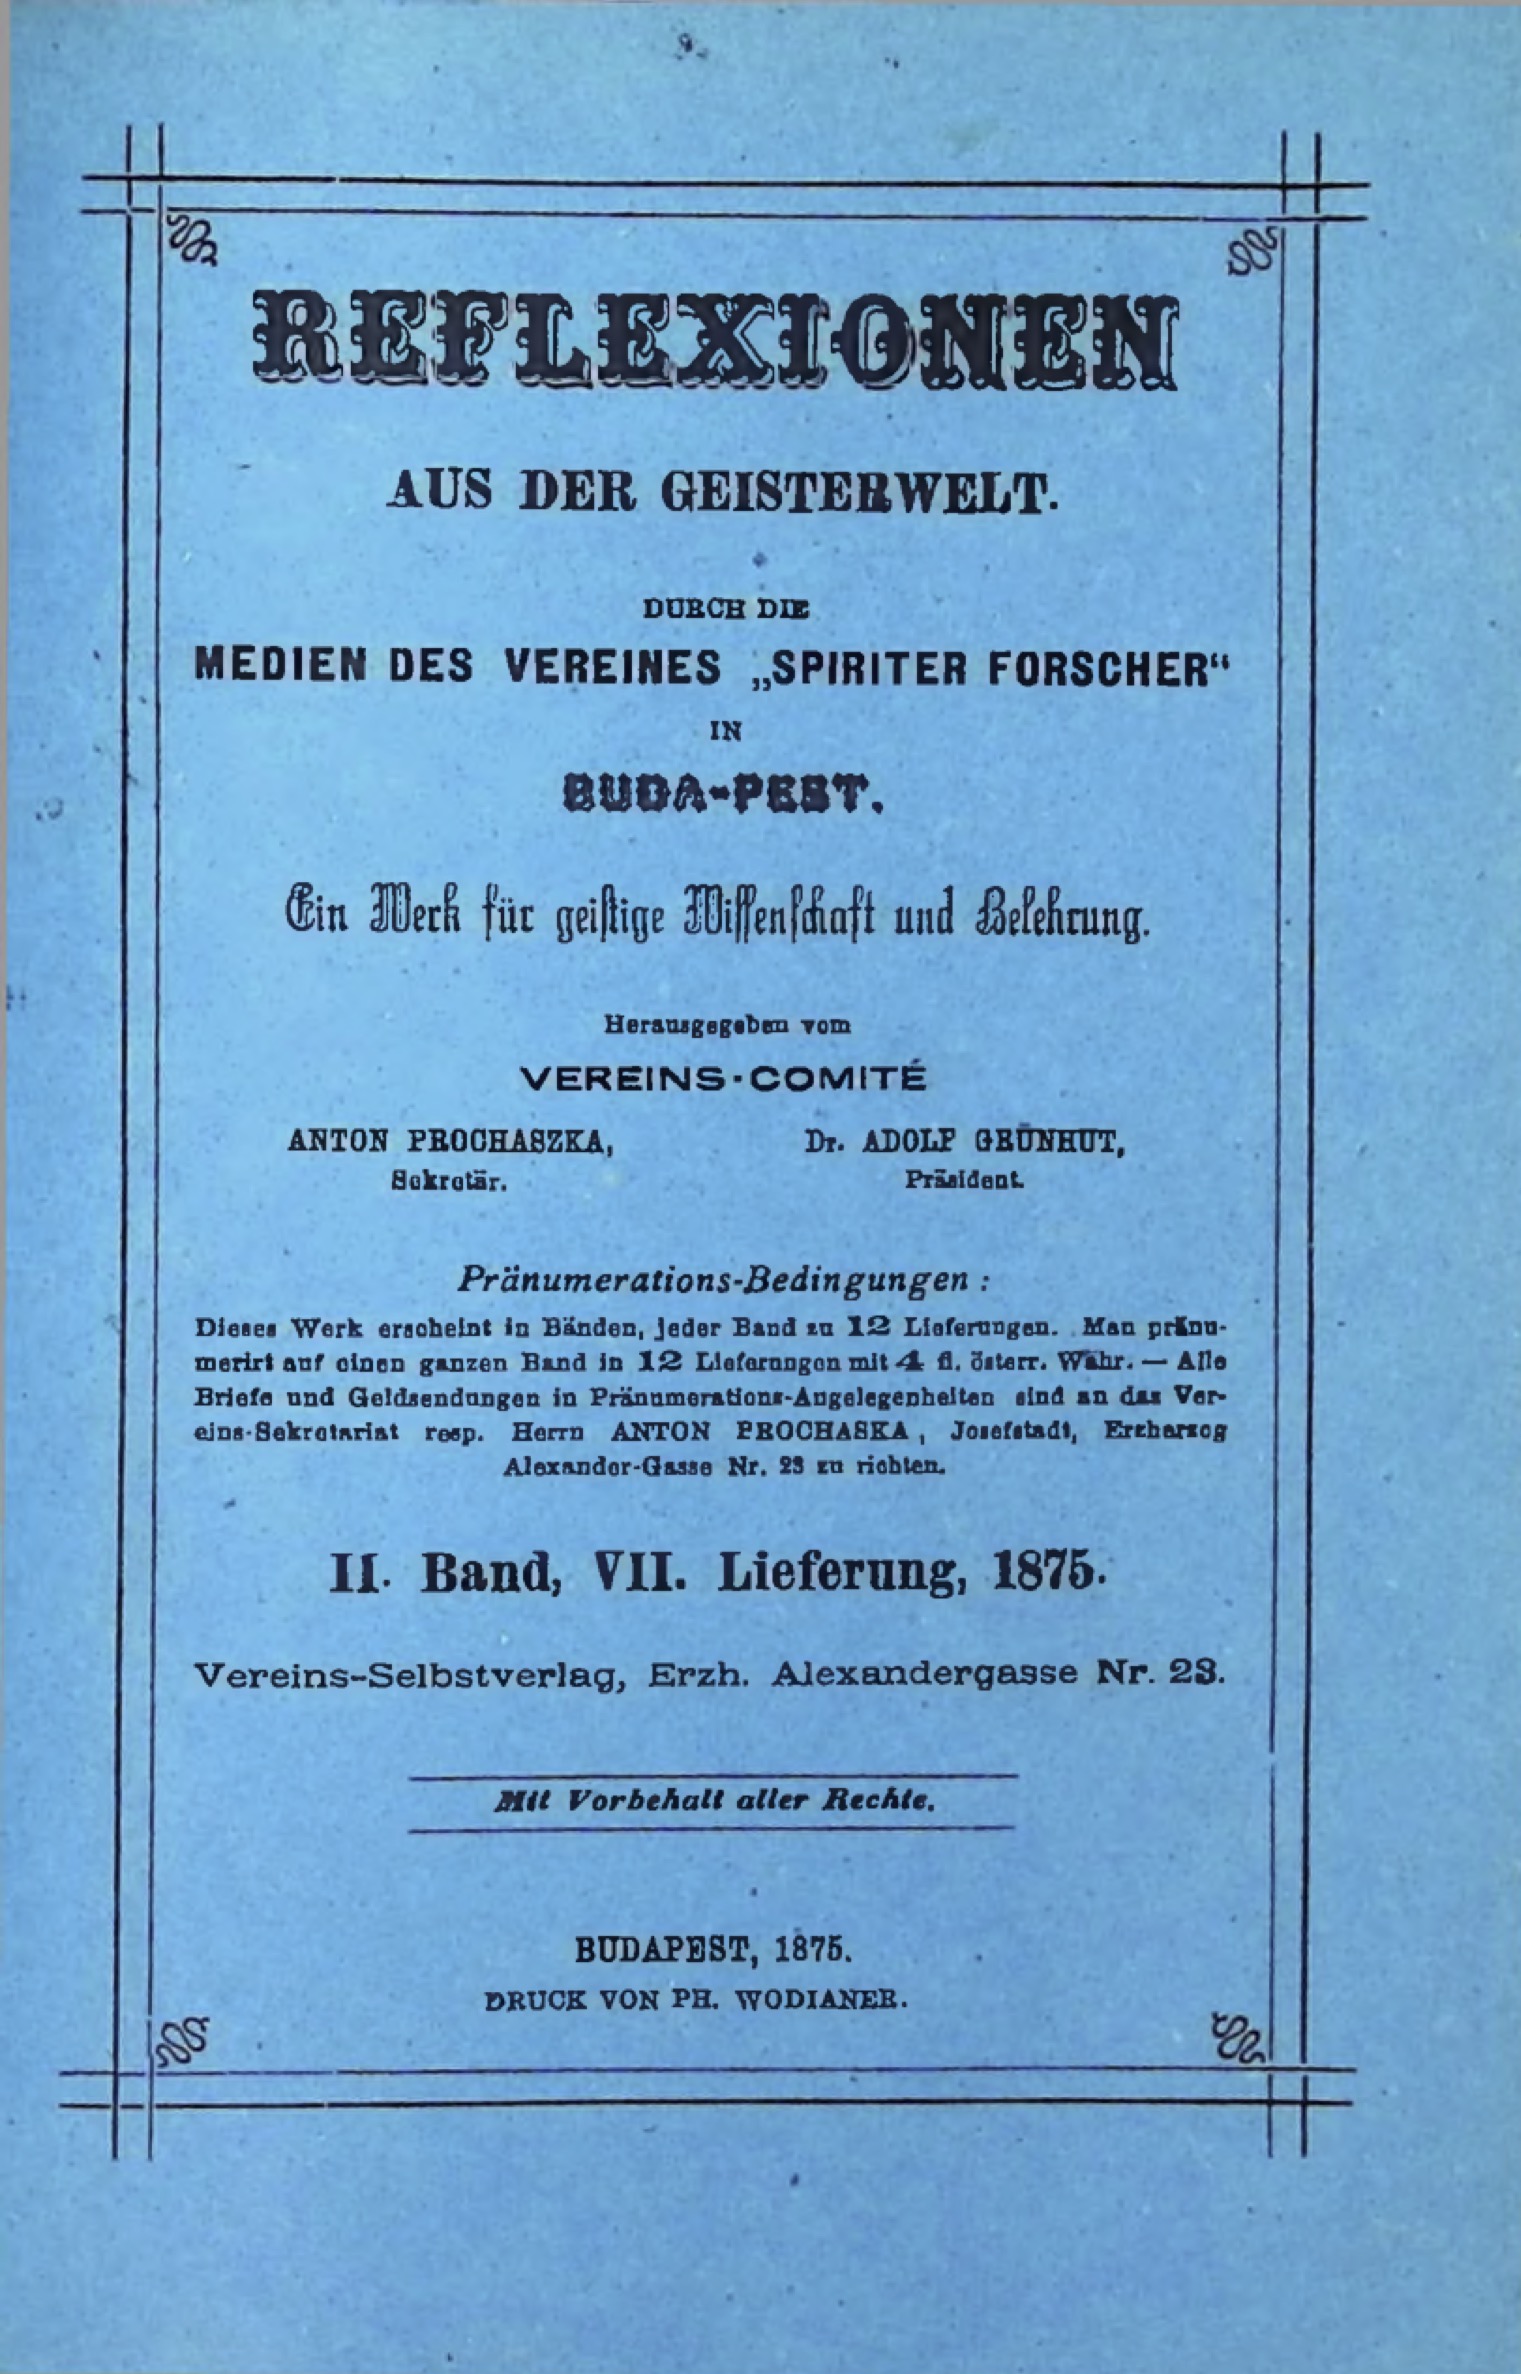 REFLEXIONEN
AUS DER GEISTERWELT.
DURCH DIE
MEDIEN DES VEREINES „SPIRITER FORSCHER“
IN
BUDA-PEST.
Ein Werk für geistige Wissenschaft und Belehrung.
Herausgegeben vom
VEREINS-COMITÉ
ANTON PROCHASZKA,
Sekretär.
Dr. ADOLF GRÜNHUT,
Präsident.
Pränumerations-Bedingungen :
Dieses Werk erscheint in Bänden, jeder Band zu 12 Lieferungen. Man pränu-
merirt auf einen ganzen Band in 12 Lieferungen mit 4 fl. österr. Währ. — Alle
Briefe und Geldsendungen in Pränumerations-Angelegenheiten sind an das Ver-
eins-Sekretariat resp. Herrn ANTON PROCHASKA, Josefstadt, Erzherzog
Alexander-Gasse Nr. 23 zu richten.
II. Band, VII. Lieferung, 1875.
Vereins-Selbstverlag, Erzh. Alexandergasse Nr. 23.
Mit Vorbehalt aller Rechte.
BUDAPEST, 1875.
DRUCK VON PH. WODIANER.